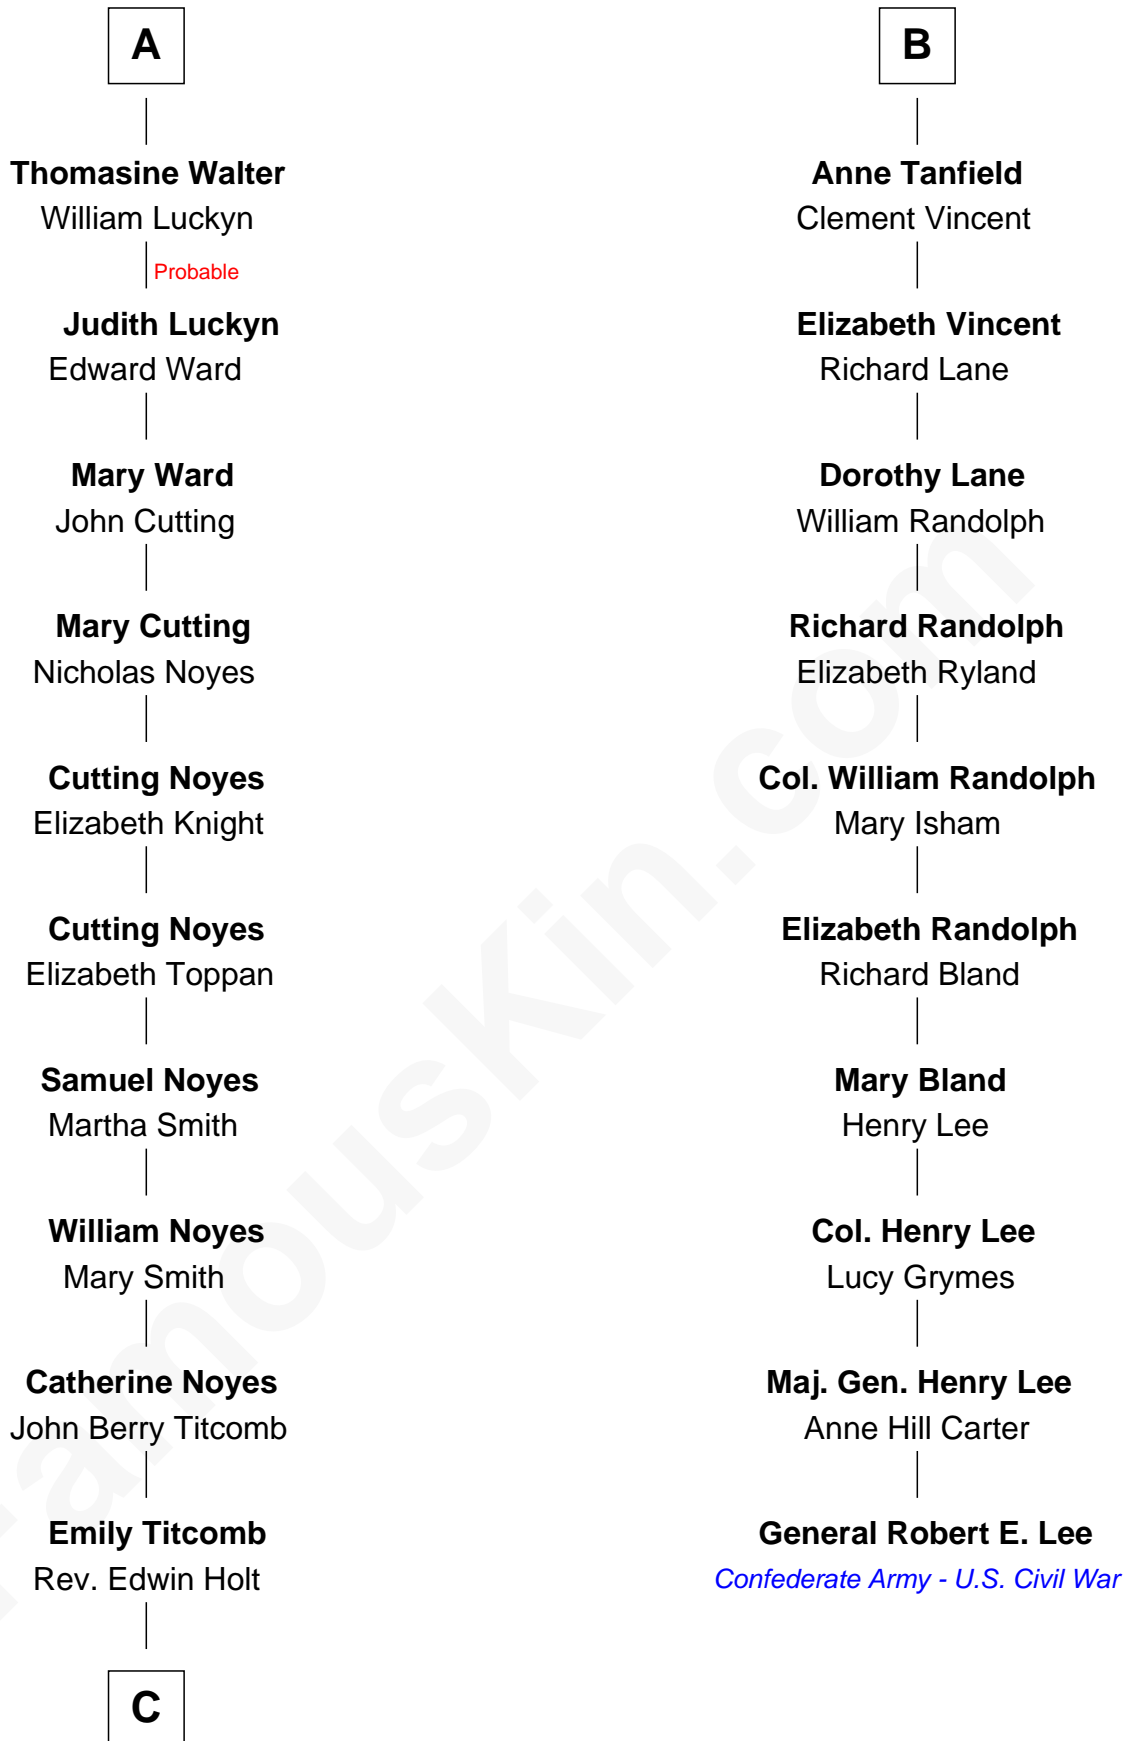 A
Thomasine Walter
William Luckyn
Probable
Judith Luckyn
Edward Ward
Mary Ward
John Cutting
Mary Cutting
Nicholas Noyes
Cutting Noyes
Elizabeth Knight
Cutting Noyes
Elizabeth Toppan
Samuel Noyes
Martha Smith
William Noyes
Mary Smith
Catherine Noyes
John Berry Titcomb
Emily Titcomb
Rev. Edwin Holt
C
B
Anne Tanfield
Clement Vincent
Elizabeth Vincent
Richard Lane
Dorothy Lane
William Randolph
Richard Randolph
Elizabeth Ryland
Col. William Randolph
Mary Isham
Elizabeth Randolph
Richard Bland
Mary Bland
Henry Lee
Col. Henry Lee
Lucy Grymes
Maj. Gen. Henry Lee
Anne Hill Carter
General Robert E. Lee
Confederate Army - U.S. Civil War
FamousKin.com